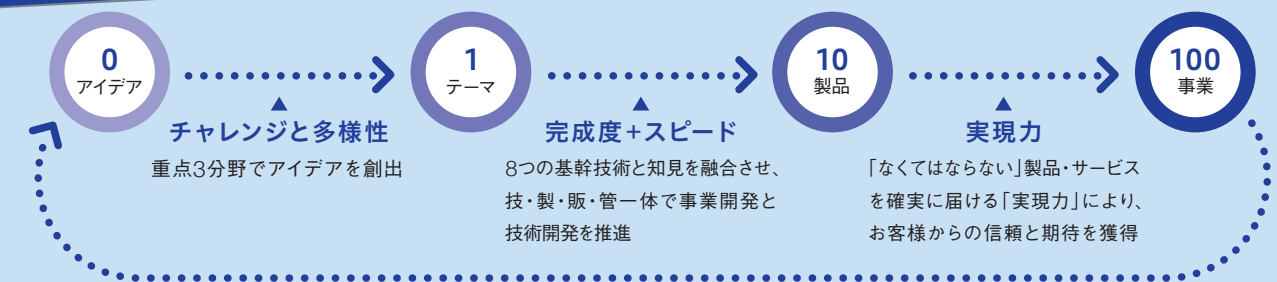 0
アイデア
1
テーマ
10
製品
100
事業
チャレンジと多様性
重点3分野でアイデアを創出
完成度+スピード
8つの基幹技術と知見を融合させ、
技・製・販・管一体で事業開発と
技術開発を推進
実現力
「なくてはならない」製品・サービス
を確実に届ける「実現力」により、
お客様からの信頼と期待を獲得